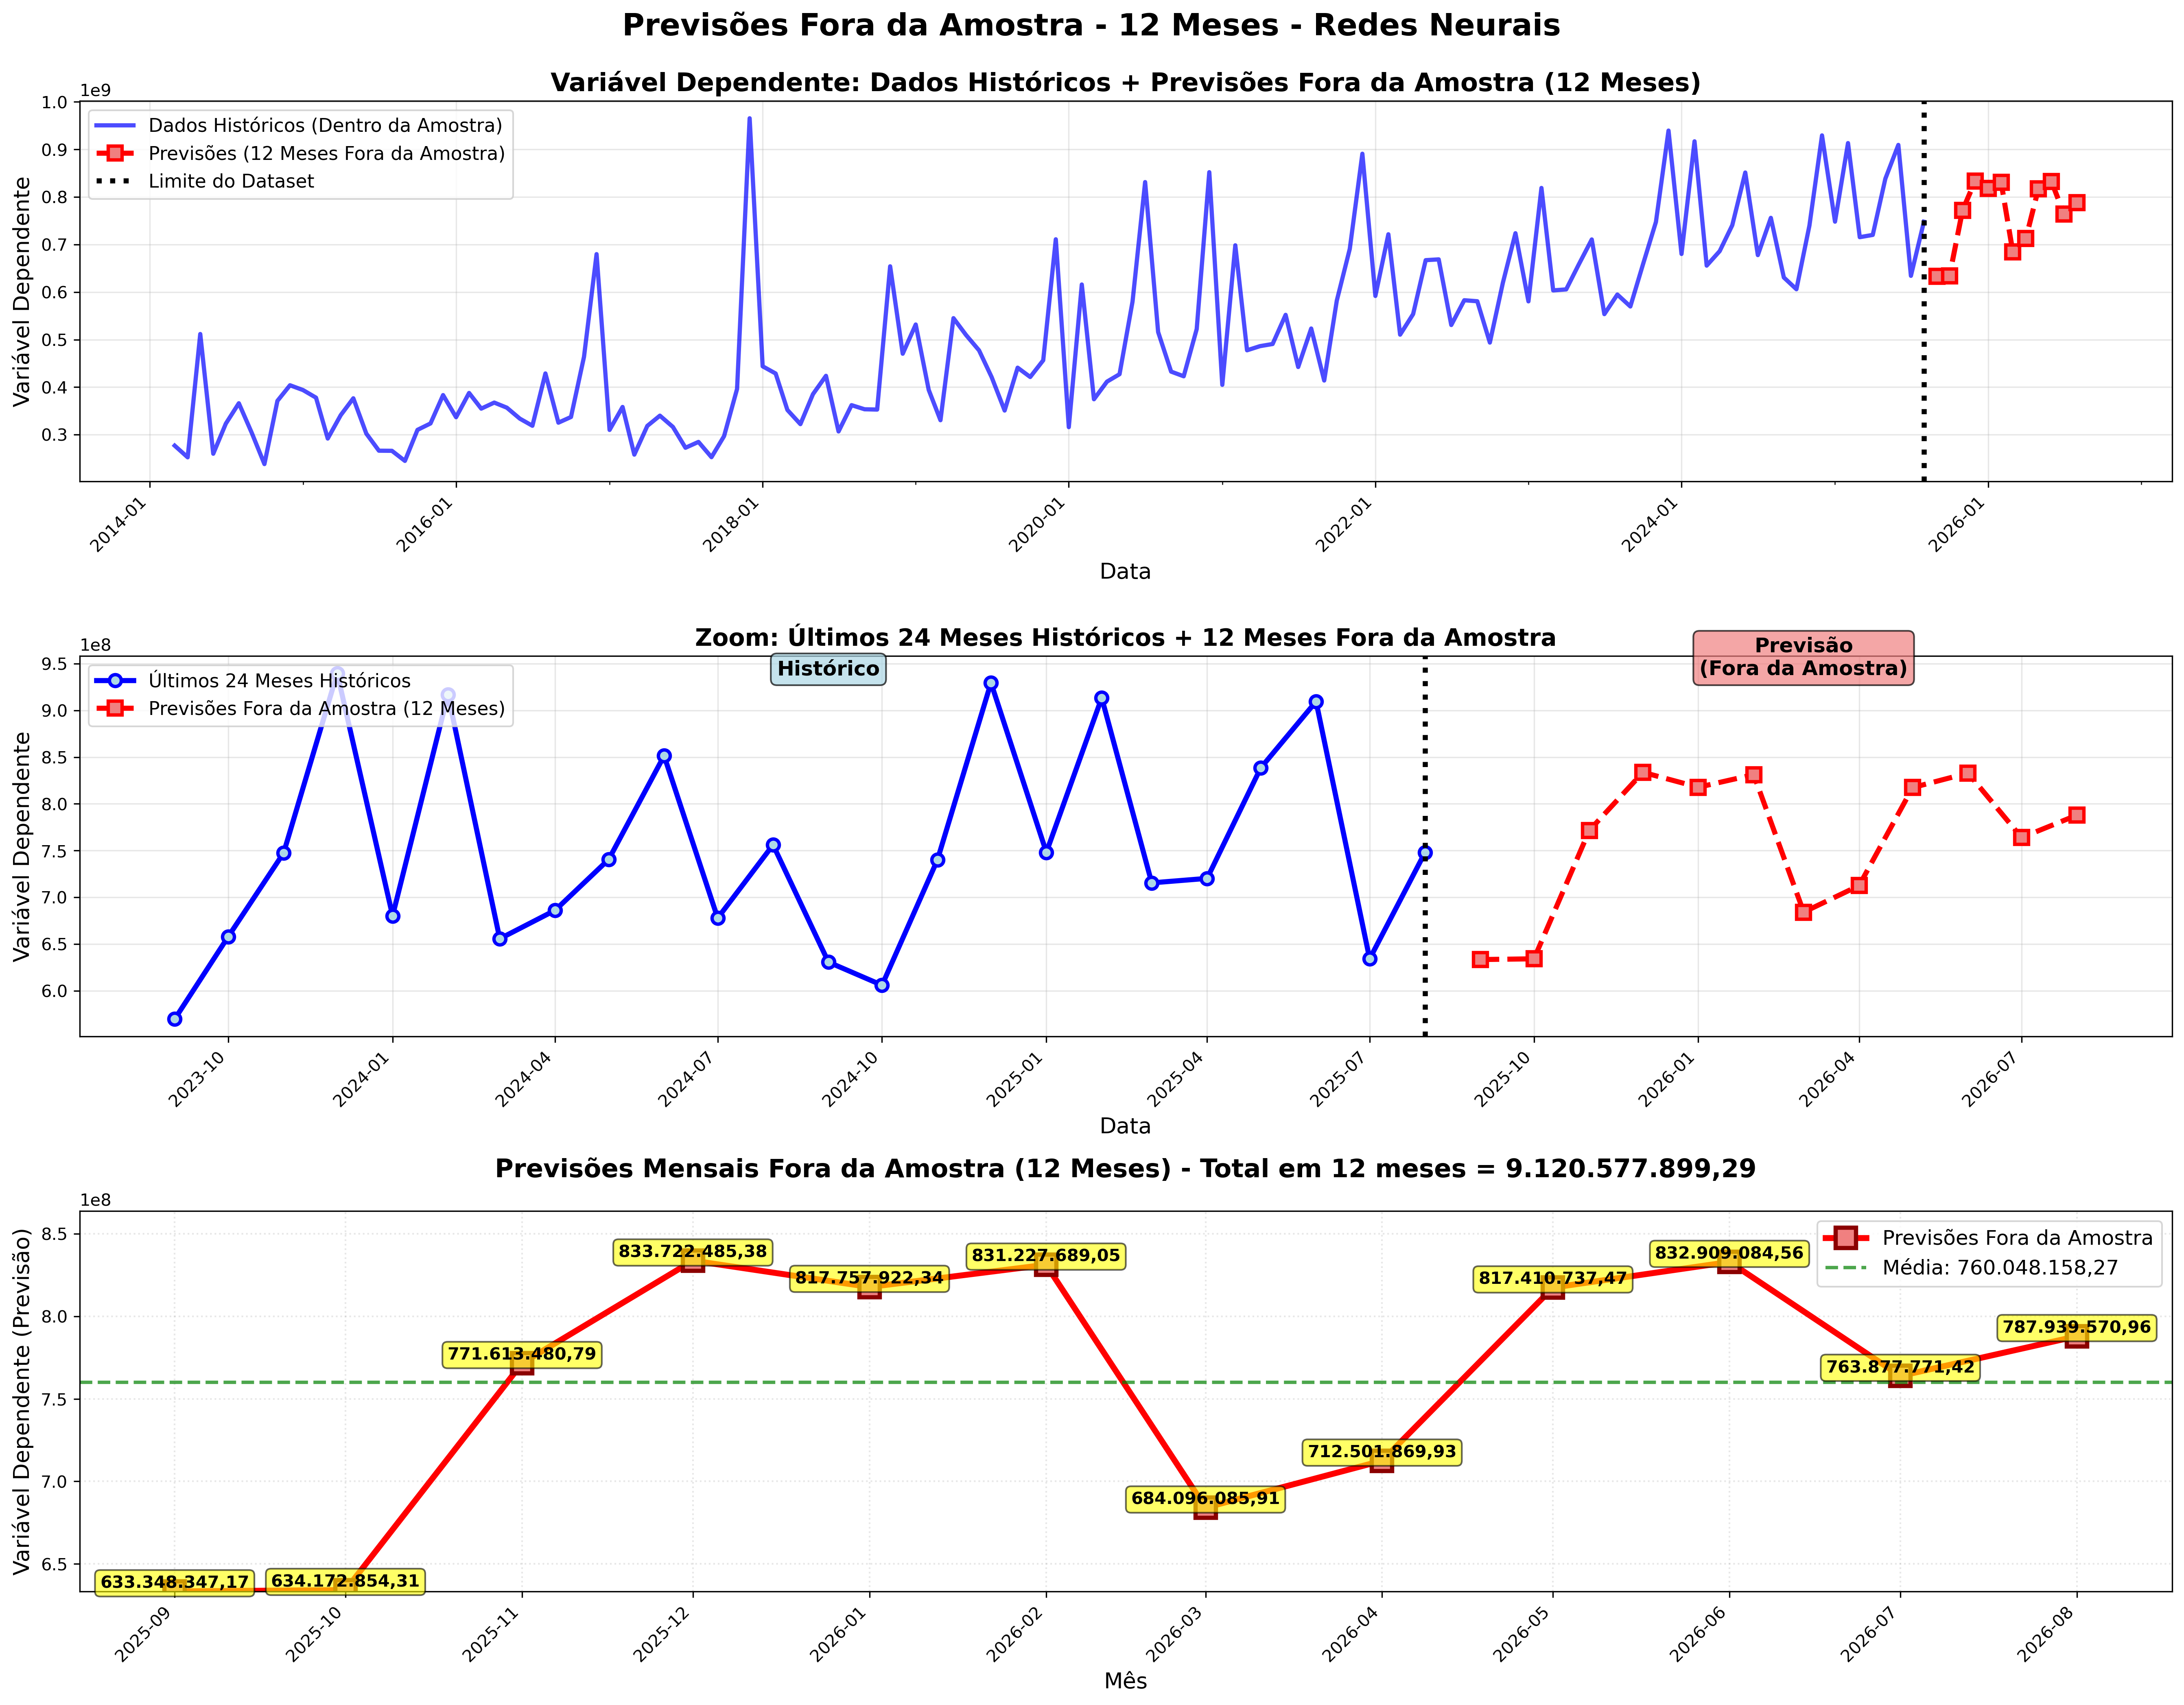 Previsões Fora da Amostra - 12 Meses - Redes Neurais
Variável Dependente: Dados Históricos + Previsões Fora da Amostra (12 Meses)
1e9
Dados Históricos (Dentro da Amostra)
Previsões (12 Meses Fora da Amostra)
Limite do Dataset
Variável Dependente
1.0
0.9
0.8
0.7
0.6
0.5
0.4
0.3
2014-01
2016-01
2018-01
2020-01
2022-01
2024-01
2026-01
Data
Zoom: Últimos 24 Meses Históricos + 12 Meses Fora da Amostra
1e8
Últimos 24 Meses Históricos
Previsões Fora da Amostra (12 Meses)
Histórico
Previsão
(Fora da Amostra)
Variável Dependente
9.5
9.0
8.5
8.0
7.5
7.0
6.5
6.0
2023-10
2024-01
2024-04
2024-07
2024-10
2025-01
2025-04
2025-07
2025-10
2026-01
2026-04
2026-07
Data
Previsões Mensais Fora da Amostra (12 Meses) - Total em 12 meses = 9.120.577.899,29
1e8
Previsões Fora da Amostra
Média: 760.048.158,27
Variável Dependente (Previsão)
8.5
8.0
7.5
7.0
6.5
633.348.347,17
634.172.854,31
771.613.480,79
833.722.485,38
817.757.922,34
831.227.689,05
684.096.085,91
712.501.869,93
817.410.737,47
832.909.084,56
763.877.771,42
787.939.570,96
2025-09
2025-10
2025-11
2025-12
2026-01
2026-02
2026-03
2026-04
2026-05
2026-06
2026-07
2026-08
Mês